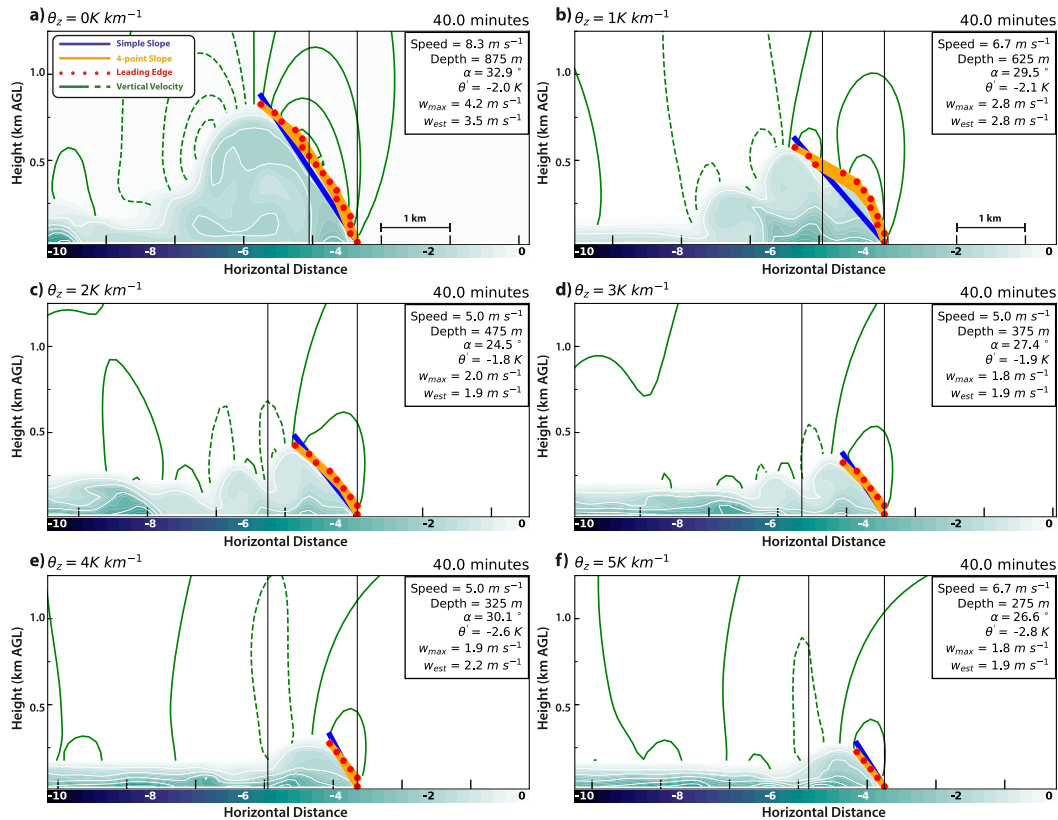 a) θz = 0K km−1 40.0 minutes
Simple Slope
4-point Slope
Leading Edge
Vertical Velocity
Speed = 8.3 m s−1
Depth = 875 m
α = 32.9 °
θ′ = -2.0 K
wmax = 4.2 m s−1
west = 3.5 m s−1
Height (km AGL)
1.0
0.5
1 km
-10 -8 -6 -4 -2 0
Horizontal Distance
b) θz = 1K km−1 40.0 minutes
Speed = 6.7 m s−1
Depth = 625 m
α = 29.5 °
θ′ = -2.1 K
wmax = 2.8 m s−1
west = 2.8 m s−1
Height (km AGL)
1.0
0.5
1 km
-10 -8 -6 -4 -2 0
Horizontal Distance
c) θz = 2K km−1 40.0 minutes
Speed = 5.0 m s−1
Depth = 475 m
α = 24.5 °
θ′ = -1.8 K
wmax = 2.0 m s−1
west = 1.9 m s−1
Height (km AGL)
1.0
0.5
-10 -8 -6 -4 -2 0
Horizontal Distance
d) θz = 3K km−1 40.0 minutes
Speed = 5.0 m s−1
Depth = 375 m
α = 27.4 °
θ′ = -1.9 K
wmax = 1.8 m s−1
west = 1.9 m s−1
Height (km AGL)
1.0
0.5
-10 -8 -6 -4 -2 0
Horizontal Distance
e) θz = 4K km−1 40.0 minutes
Speed = 5.0 m s−1
Depth = 325 m
α = 30.1 °
θ′ = -2.6 K
wmax = 1.9 m s−1
west = 2.2 m s−1
Height (km AGL)
1.0
0.5
-10 -8 -6 -4 -2 0
Horizontal Distance
f) θz = 5K km−1 40.0 minutes
Speed = 6.7 m s−1
Depth = 275 m
α = 26.6 °
θ′ = -2.8 K
wmax = 1.8 m s−1
west = 1.9 m s−1
Height (km AGL)
1.0
0.5
-10 -8 -6 -4 -2 0
Horizontal Distance